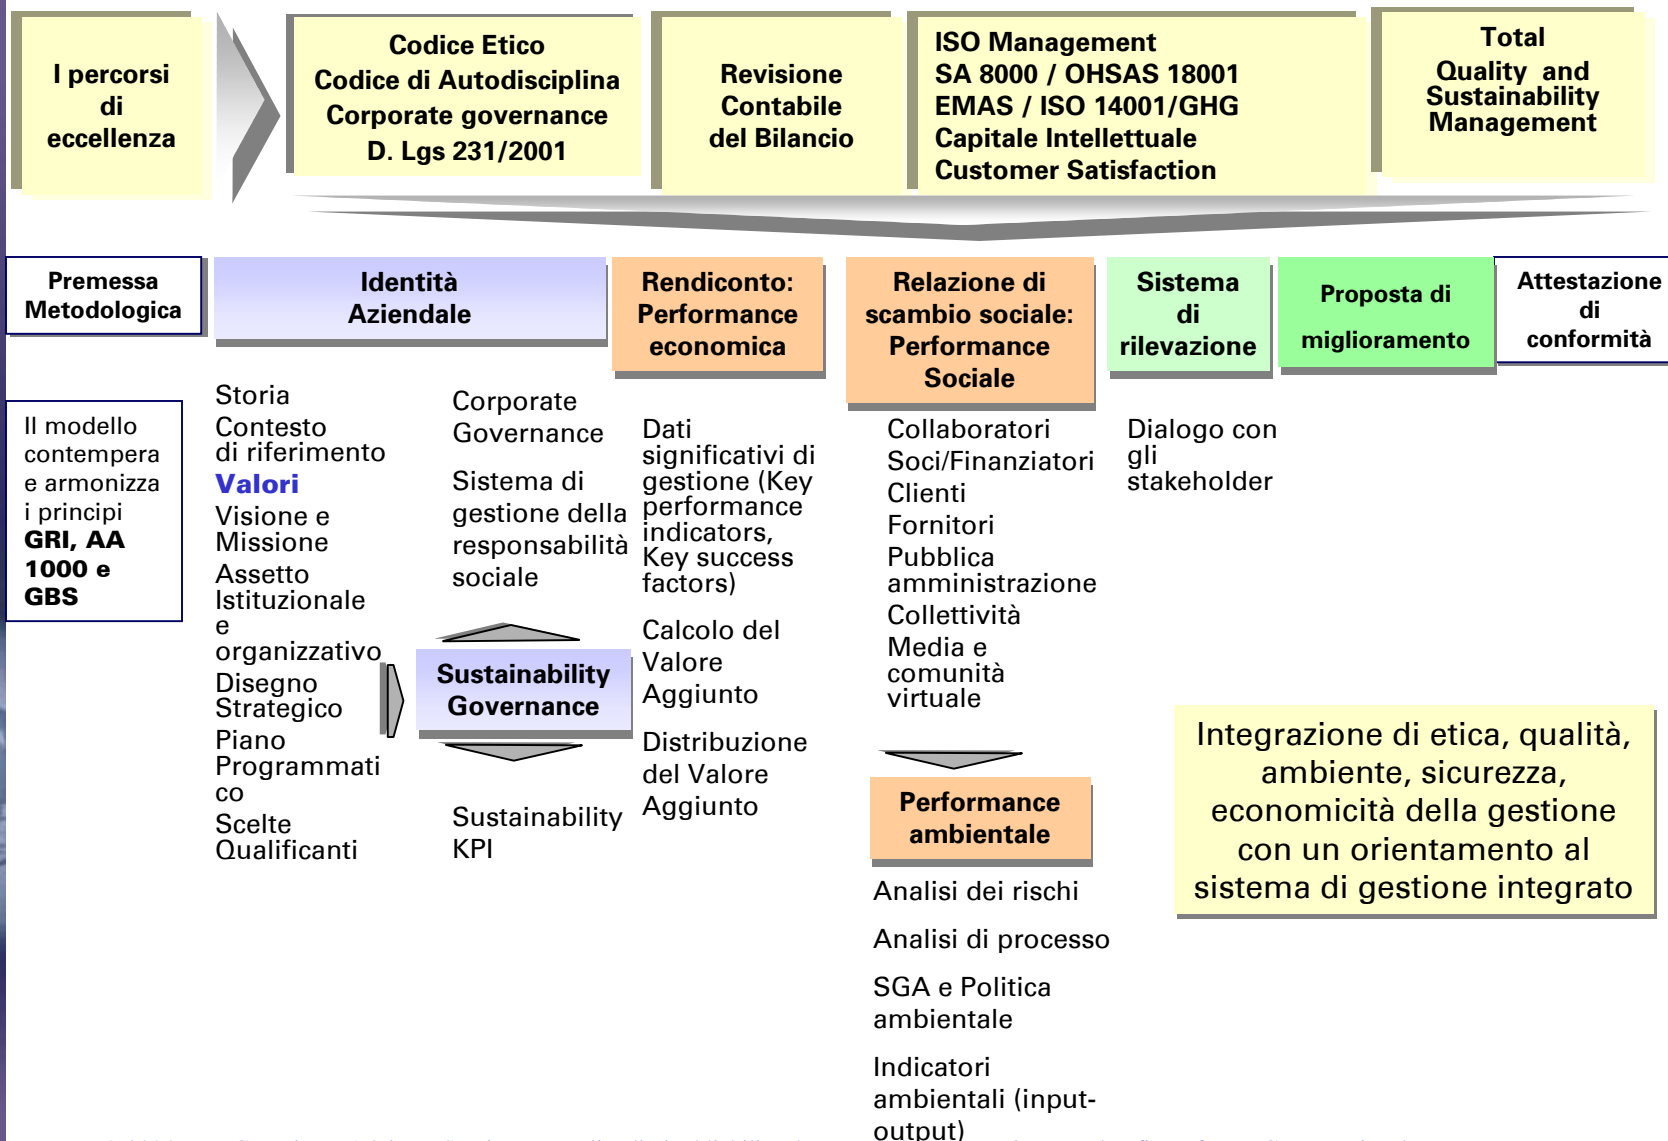 I percorsi
di
eccellenza
Codice Etico
Codice di Autodisciplina
Corporate governance
D. Lgs 231/2001
Revisione
Contabile
del Bilancio
ISO Management
SA 8000 / OHSAS 18001
EMAS / ISO 14001/GHG
Capitale Intellettuale
Customer Satisfaction
Total
Quality and
Sustainability
Management
Premessa
Metodologica
Identità
Aziendale
Rendiconto:
Performance
economica
Relazione di
scambio sociale:
Performance
Sociale
Sistema
di
rilevazione
Proposta di
miglioramento
Attestazione
di
conformità
Il modello
contempera
e armonizza
i principi
GRI, AA
1000 e
GBS
Storia
Contesto
di riferimento
Valori
Visione e
Missione
Assetto
Istituzionale
e
organizzativo
Disegno
Strategico
Piano
Programmati
co
Scelte
Qualificanti
Corporate
Governance
Sistema di
gestione della
responsabilità
sociale
Sustainability
Governance
Sustainability
KPI
Dati
significativi di
gestione (Key
performance
indicators,
Key success
factors)
Calcolo del
Valore
Aggiunto
Distribuzione
del Valore
Aggiunto
Collaboratori
Soci/Finanziatori
Clienti
Fornitori
Pubblica
amministrazione
Collettività
Media e
comunità
virtuale
Performance
ambientale
Analisi dei rischi
Analisi di processo
SGA e Politica
ambientale
Indicatori
ambientali (input-
output)
Dialogo con
gli
stakeholder
Integrazione di etica, qualità,
ambiente, sicurezza,
economicità della gestione
con un orientamento al
sistema di gestione integrato